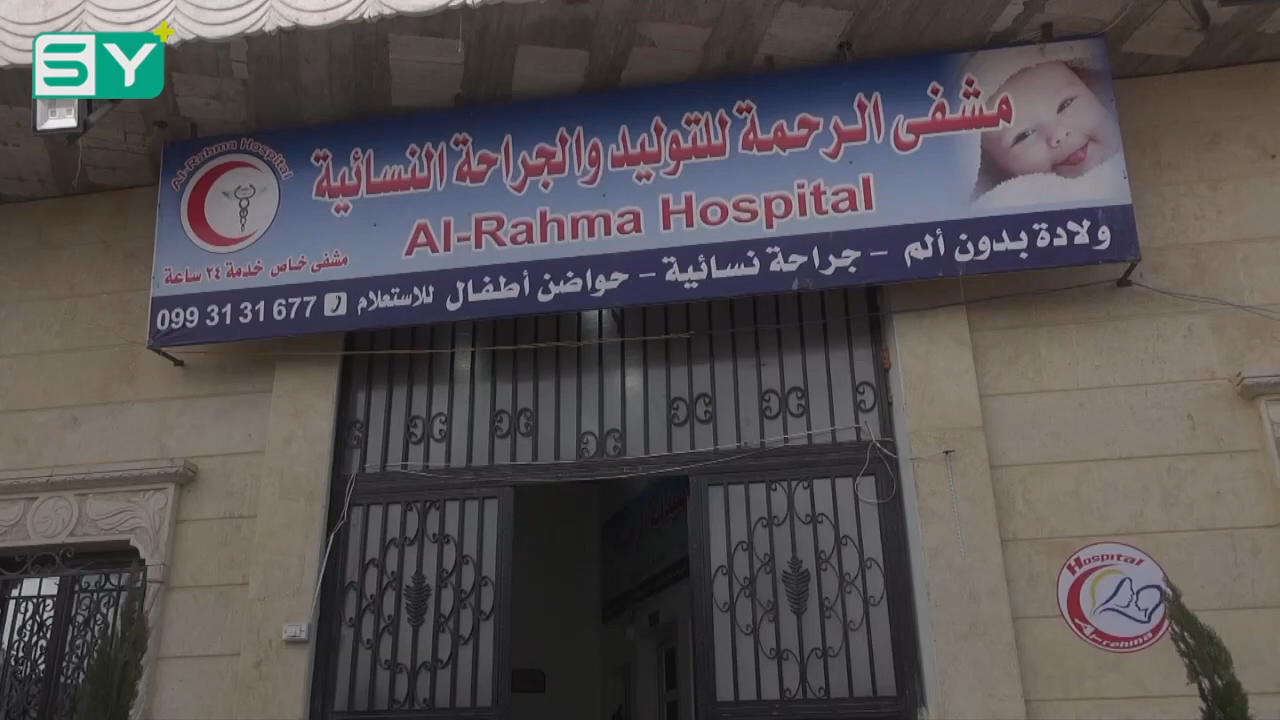 SY+
مشفى الرحمة للتوليد والجراحة النسائية
Al-Rahma Hospital
Al-Rahma Hospital
مشفى خاص خدمة ٢٤ ساعة
ولادة بدون ألم - جراحة نسائية - حواضن أطفال للاستعلام 099 31 31 677
Hospital
Arrehma